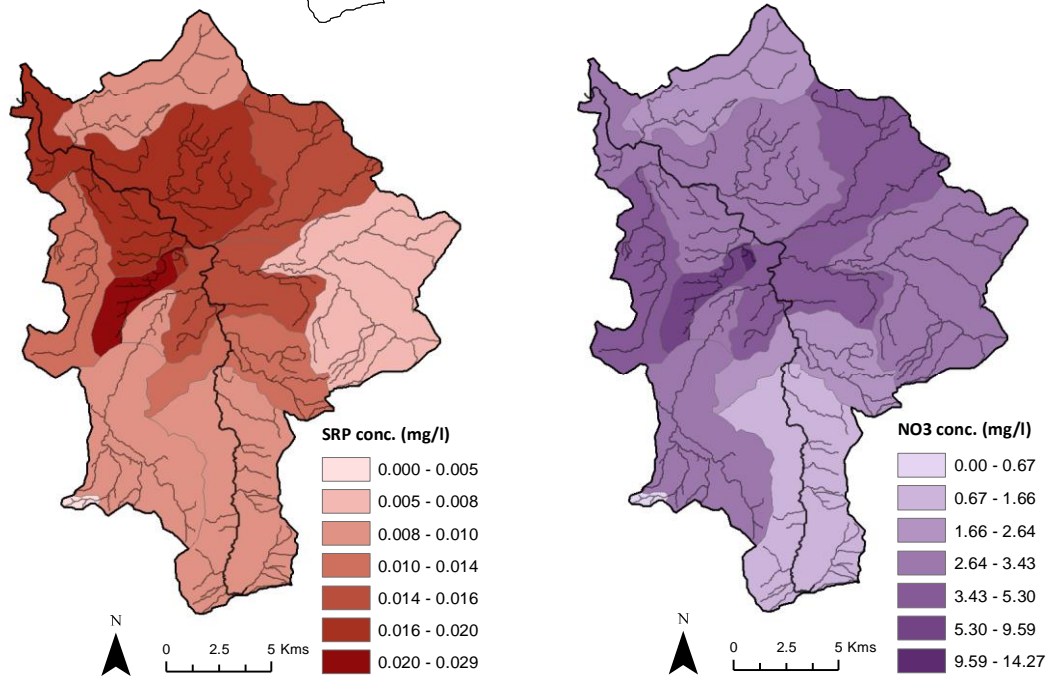 SRP conc. (mg/l)
0.000 - 0.005
0.005 - 0.008
0.008 - 0.010
0.010 - 0.014
0.014 - 0.016
0.016 - 0.020
0.020 - 0.029
N
0 2.5 5 Kms
NO3 conc. (mg/l)
0.00 - 0.67
0.67 - 1.66
1.66 - 2.64
2.64 - 3.43
3.43 - 5.30
5.30 - 9.59
9.59 - 14.27
N
0 2.5 5 Kms